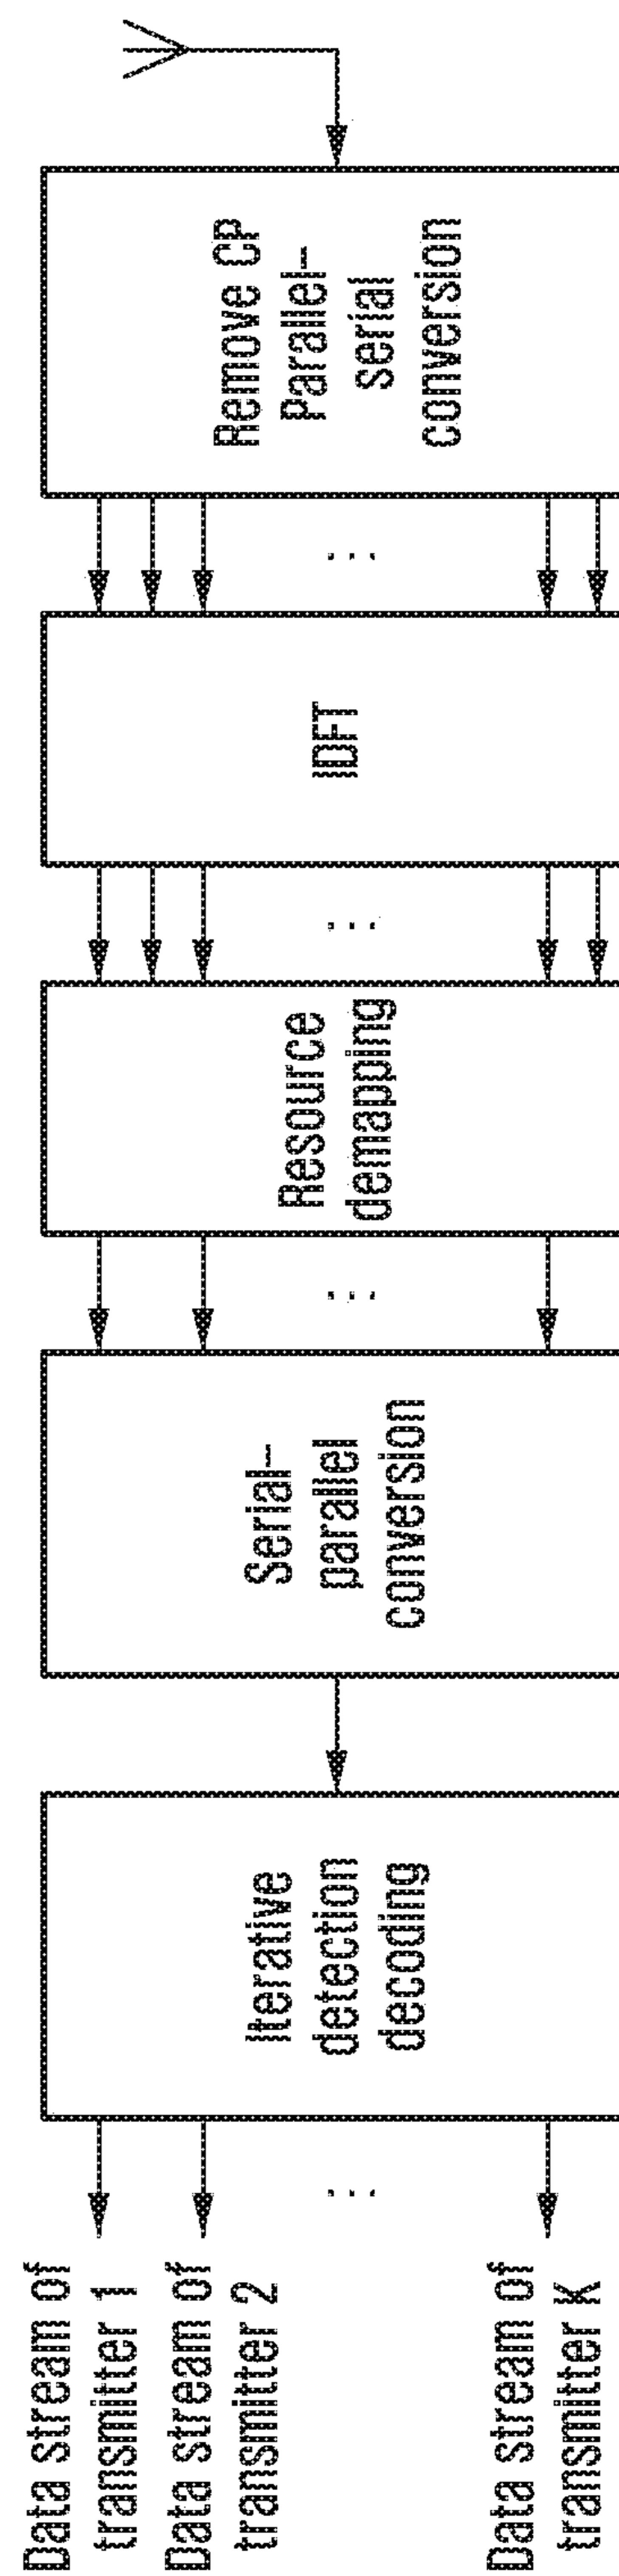 Data stream of
transmitter 1
Data stream of
transmitter 2
...
Data stream of
transmitter K
Iterative
detection
decoding
...
Serial-
parallel
conversion
...
Resource
demapping
...
IDFT
...
Remove CP
Parallel-
serial
conversion